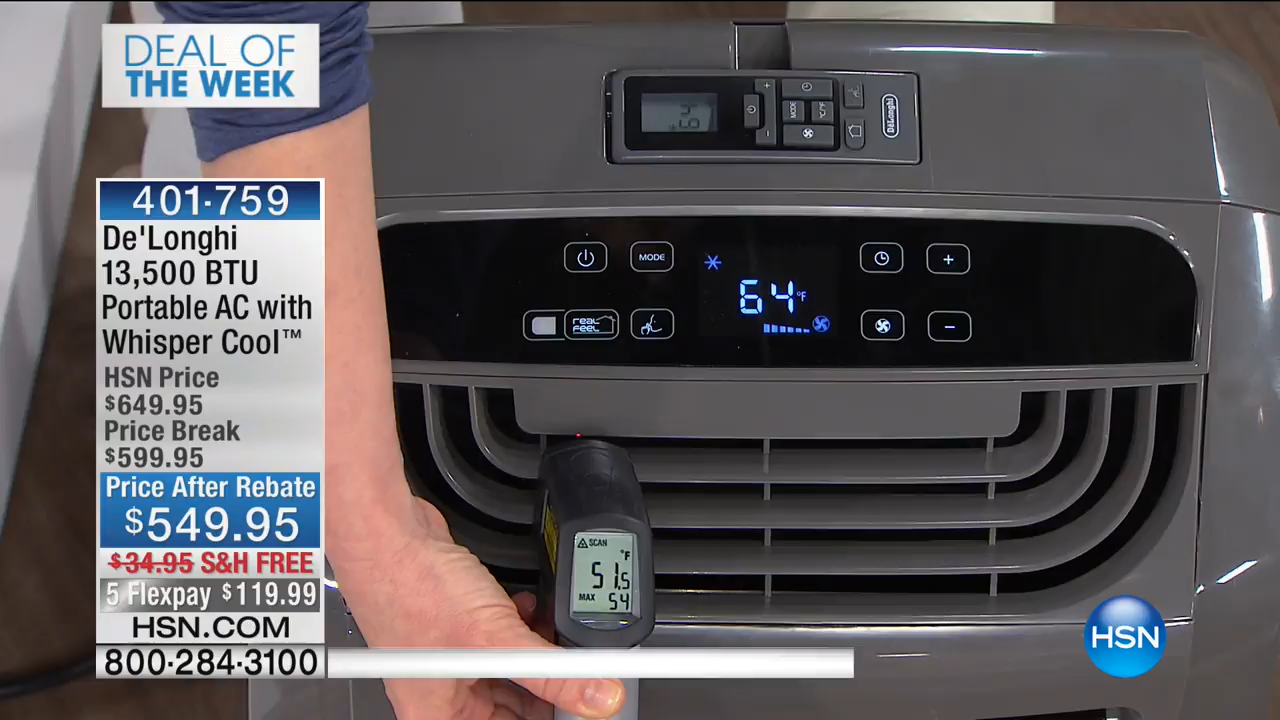 DEAL OF
THE WEEK
401·759
De'Longhi
13,500 BTU
Portable AC with
Whisper Cool™
HSN Price
$649.95
Price Break
$599.95
Price After Rebate
$549.95
$34.95 S&H FREE
5 Flexpay $119.99
HSN.COM
800·284·3100
64
+
-
MODE
°C/°F
DeLonghi
MODE
64°F
+
real
feel
-
SCAN
°F
51.5
MAX 54
HSN